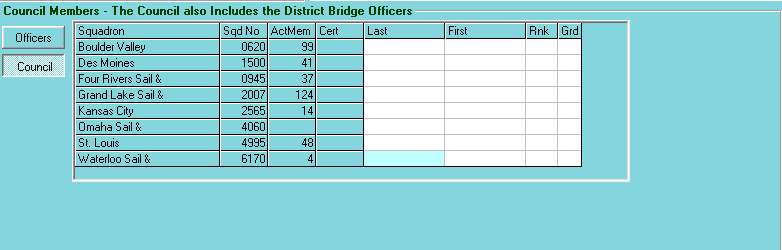 Council Members - The Council also Includes the District Bridge Officers
Officers
Council
Squadron Sqd No ActMem Cert Last First Rnk Grd
Boulder Valley 0620 99
Des Moines 1500 41
Four Rivers Sail & 0945 37
Grand Lake Sail & 2007 124
Kansas City 2565 14
Omaha Sail & 4060
St. Louis 4995 48
Waterloo Sail & 6170 4